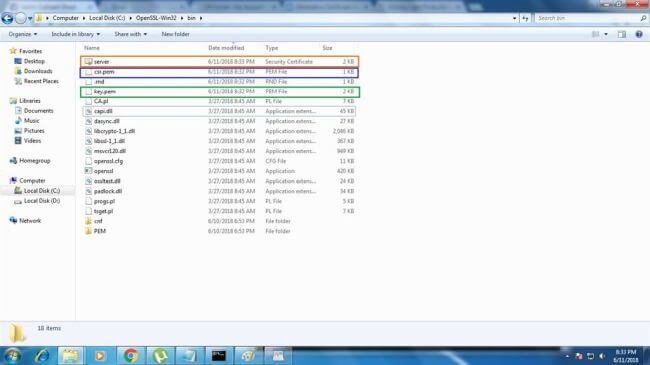 Computer ▸ Local Disk (C:) ▸ OpenSSL-Win32 ▸ bin ▸
Search bin
Organize Include in library Share with New folder
Name Date modified Type Size
Favorites
Desktop
Downloads
Recent Places
Libraries
Documents
Music
Pictures
Videos
Homegroup
Computer
Local Disk (C:)
Local Disk (D:)
Network
server 6/11/2018 8:33 PM Security Certificate 2 KB
csr.pem 6/11/2018 8:32 PM PEM File 1 KB
.rnd 6/11/2018 8:32 PM RND File 1 KB
key.pem 6/11/2018 8:32 PM PEM File 2 KB
CA.pl 3/27/2018 8:45 AM PL File 7 KB
capi.dll 3/27/2018 8:45 AM Application extens... 45 KB
dasync.dll 3/27/2018 8:45 AM Application extens... 27 KB
libcrypto-1_1.dll 3/27/2018 8:45 AM Application extens... 2,046 KB
libssl-1_1.dll 3/27/2018 8:45 AM Application extens... 367 KB
msvcr120.dll 3/27/2018 8:45 AM Application extens... 949 KB
openssl.cfg 3/27/2018 8:45 AM CFG File 11 KB
openssl 3/27/2018 8:45 AM Application 420 KB
ossltest.dll 3/27/2018 8:45 AM Application extens... 24 KB
padlock.dll 3/27/2018 8:45 AM Application extens... 34 KB
progs.pl 3/27/2018 8:45 AM PL File 5 KB
tsget.pl 3/27/2018 8:45 AM PL File 7 KB
cnf 6/10/2018 6:53 PM File folder
PEM 6/10/2018 6:53 PM File folder
18 items
8:33 PM
6/11/2018